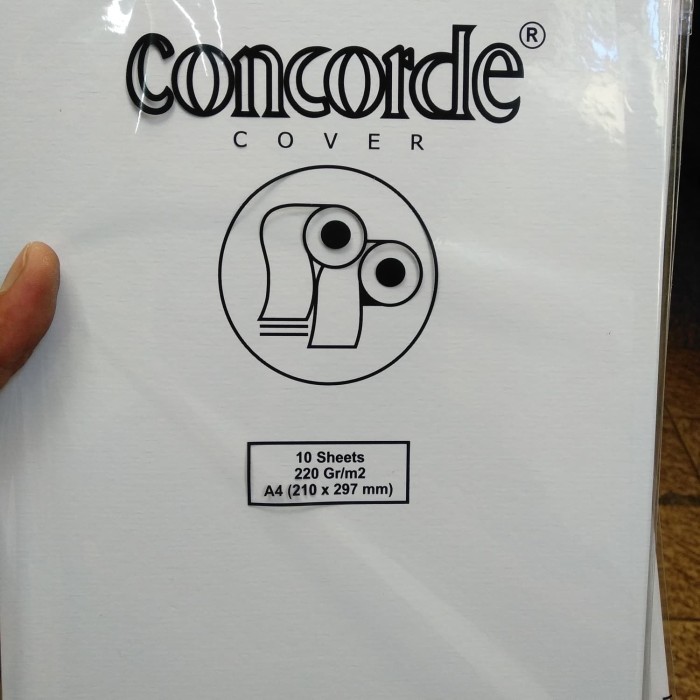 Concorde®
COVER
10 Sheets
220 Gr/m2
A4 (210 x 297 mm)